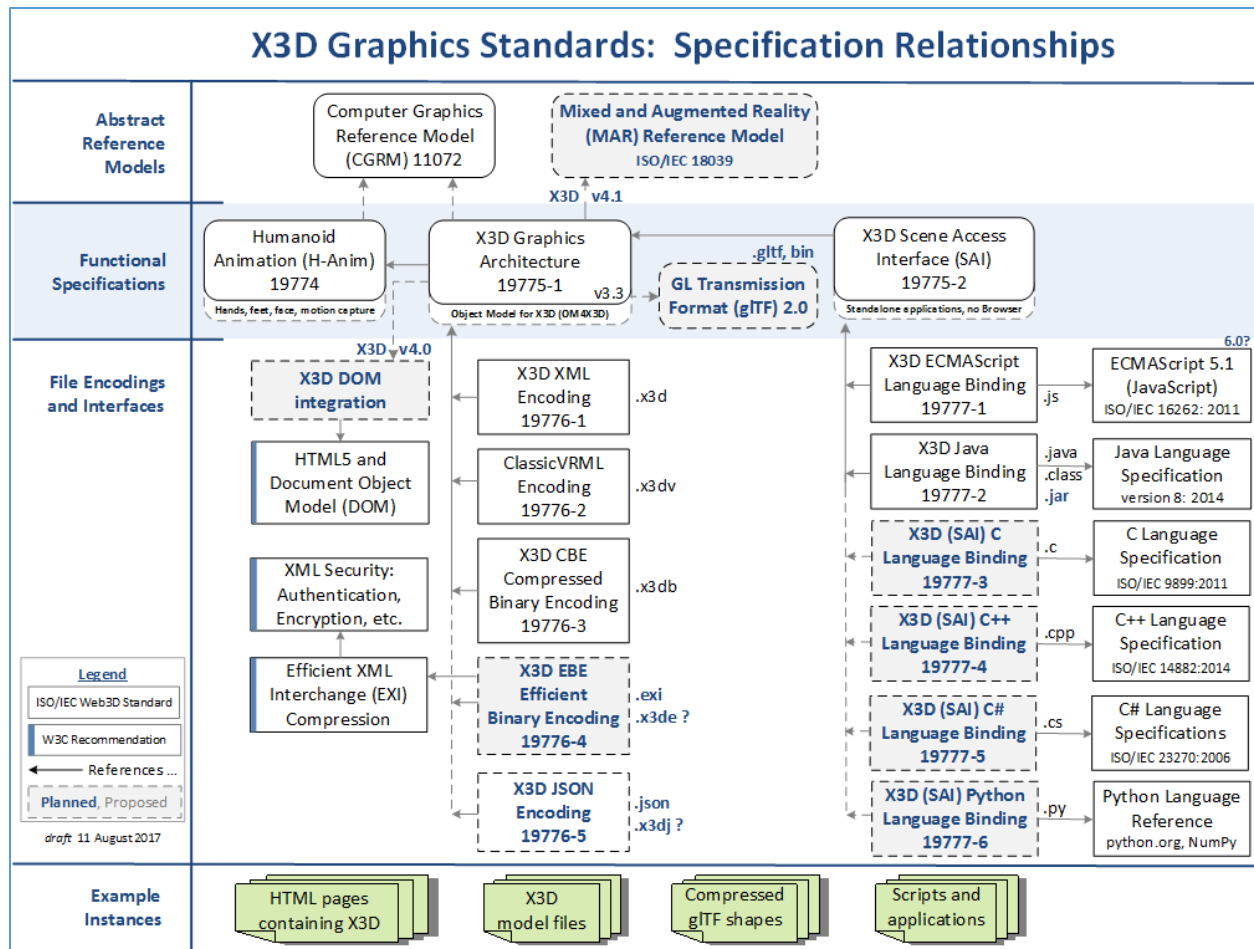 X3D Graphics Standards: Specification Relationships
Abstract
Reference
Models
Computer Graphics
Reference Model
(CGRM) 11072
Mixed and Augmented Reality
(MAR) Reference Model
ISO/IEC 18039
X3D v4.1
Functional
Specifications
Humanoid
Animation (H-Anim)
19774
Hands, feet, face, motion capture
X3D Graphics
Architecture
19775-1
v3.3
Object Model for X3D (OM4X3D)
.gltf, bin
GL Transmission
Format (glTF) 2.0
X3D Scene Access
Interface (SAI)
19775-2
Standalone applications, no Browser
File Encodings
and Interfaces
X3D v4.0
X3D DOM
integration
HTML5 and
Document Object
Model (DOM)
XML Security:
Authentication,
Encryption, etc.
Efficient XML
Interchange (EXI)
Compression
X3D XML
Encoding
19776-1
.x3d
ClassicVRML
Encoding
19776-2
.x3dv
X3D CBE
Compressed
Binary Encoding
19776-3
.x3db
X3D EBE
Efficient
Binary Encoding
19776-4
.exi
.x3de ?
X3D JSON
Encoding
19776-5
.json
.x3dj ?
X3D ECMAScript
Language Binding
19777-1
.js
6.0?
ECMAScript 5.1
(JavaScript)
ISO/IEC 16262: 2011
X3D Java
Language Binding
19777-2
.java
.class
.jar
Java Language
Specification
version 8: 2014
X3D (SAI) C
Language Binding
19777-3
.c
C Language
Specification
ISO/IEC 9899:2011
X3D (SAI) C++
Language Binding
19777-4
.cpp
C++ Language
Specification
ISO/IEC 14882:2014
X3D (SAI) C#
Language Binding
19777-5
.cs
C# Language
Specifications
ISO/IEC 23270:2006
X3D (SAI) Python
Language Binding
19777-6
.py
Python Language
Reference
python.org, NumPy
Legend
ISO/IEC Web3D Standard
W3C Recommendation
References ...
Planned, Proposed
draft 11 August 2017
Example
Instances
HTML pages
containing X3D
X3D
model files
Compressed
glTF shapes
Scripts and
applications